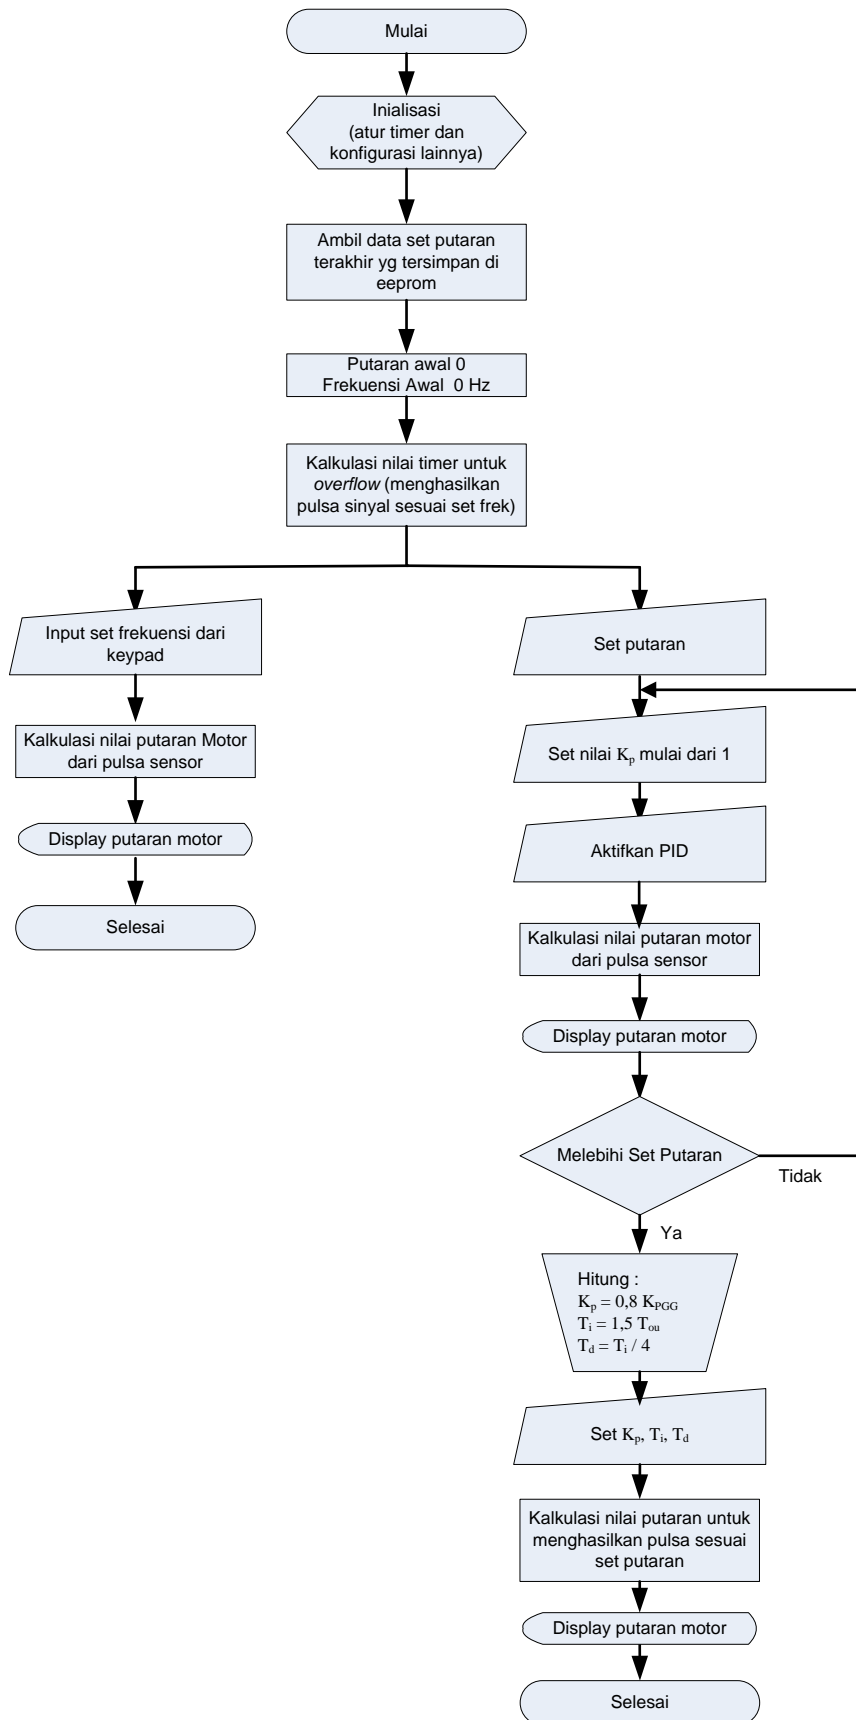 Mulai
Inialisasi
(atur timer dan
konfigurasi lainnya)
Ambil data set putaran
terakhir yg tersimpan di
eeprom
Putaran awal 0
Frekuensi Awal  0 Hz
Kalkulasi nilai timer untuk
overflow (menghasilkan
pulsa sinyal sesuai set frek)
Input set frekuensi dari
keypad
Kalkulasi nilai putaran Motor
dari pulsa sensor
Display putaran motor
Selesai
Set putaran
Set nilai Kp mulai dari 1
Aktifkan PID
Kalkulasi nilai putaran motor
dari pulsa sensor
Display putaran motor
Melebihi Set Putaran
Tidak
Ya
Hitung :
Kp = 0,8 KPGG
Ti = 1,5 Tou
Td = Ti / 4
Set Kp, Ti, Td
Kalkulasi nilai putaran untuk
menghasilkan pulsa sesuai
set putaran
Display putaran motor
Selesai